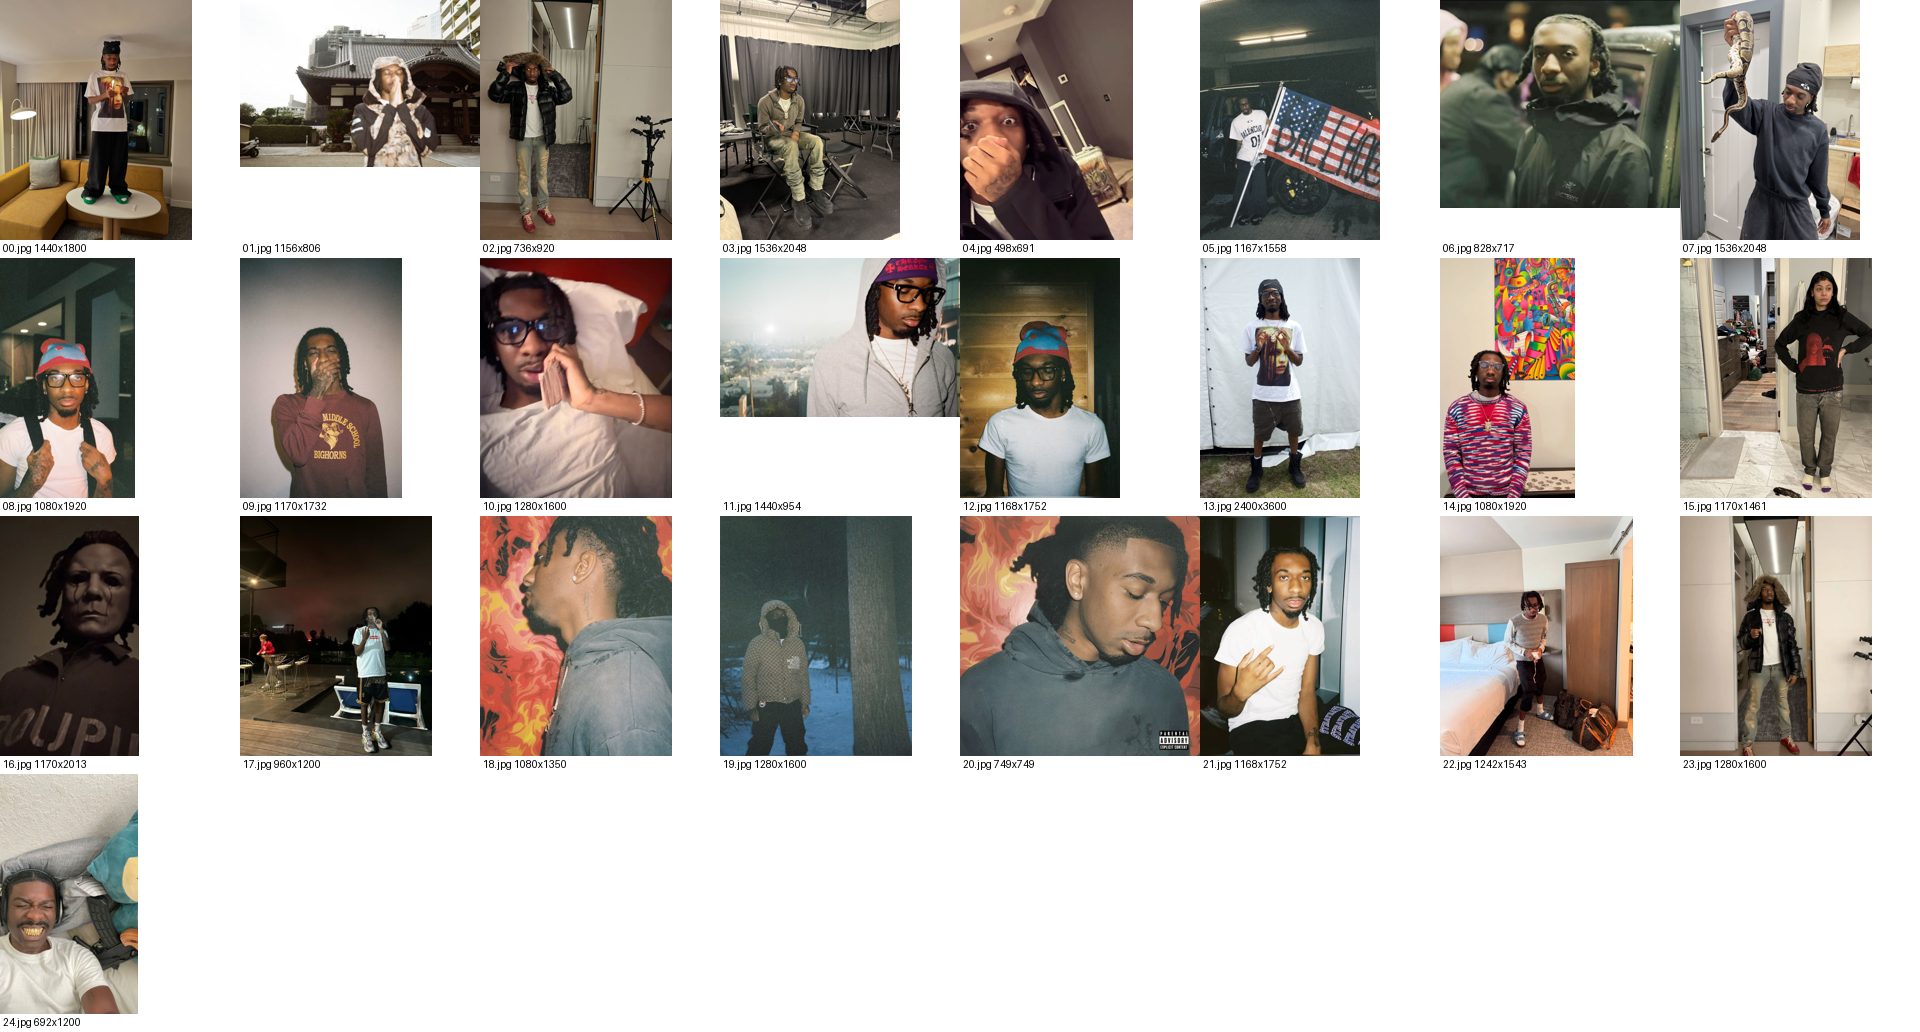 00.jpg 1440x1800
01.jpg 1156x806
02.jpg 736x920
03.jpg 1536x2048
04.jpg 498x691
05.jpg 1167x1558
06.jpg 828x717
07.jpg 1536x2048
MIDDLE SCHOOL
BIGHORNS
08.jpg 1080x1920
09.jpg 1170x1732
10.jpg 1280x1600
11.jpg 1440x954
12.jpg 1168x1752
13.jpg 2400x3600
14.jpg 1080x1920
15.jpg 1170x1461
PARENTAL
ADVISORY
EXPLICIT CONTENT
16.jpg 1170x2013
17.jpg 960x1200
18.jpg 1080x1350
19.jpg 1280x1600
20.jpg 749x749
21.jpg 1168x1752
22.jpg 1242x1543
23.jpg 1280x1600
24.jpg 692x1200